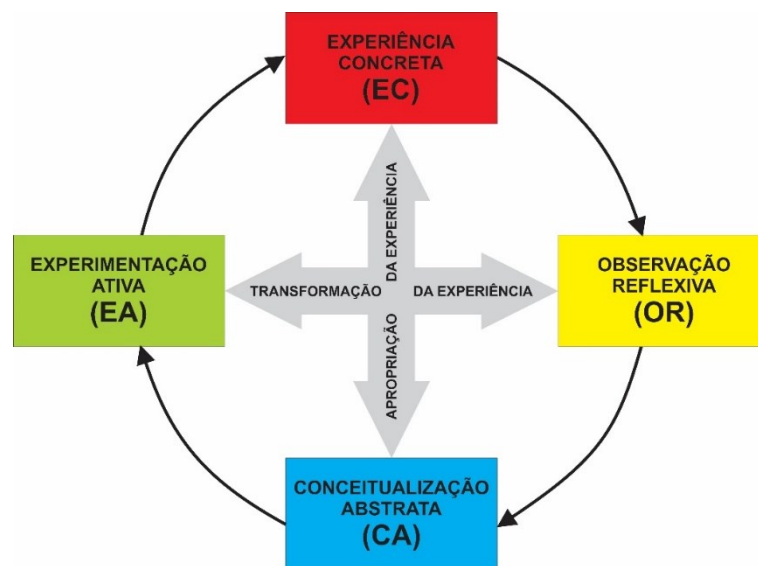 EXPERIÊNCIA
CONCRETA
(EC)
EXPERIMENTAÇÃO
ATIVA
(EA)
TRANSFORMAÇÃO
DA EXPERIÊNCIA
APROPRIAÇÃO
DA EXPERIÊNCIA
OBSERVAÇÃO
REFLEXIVA
(OR)
CONCEITUALIZAÇÃO
ABSTRATA
(CA)